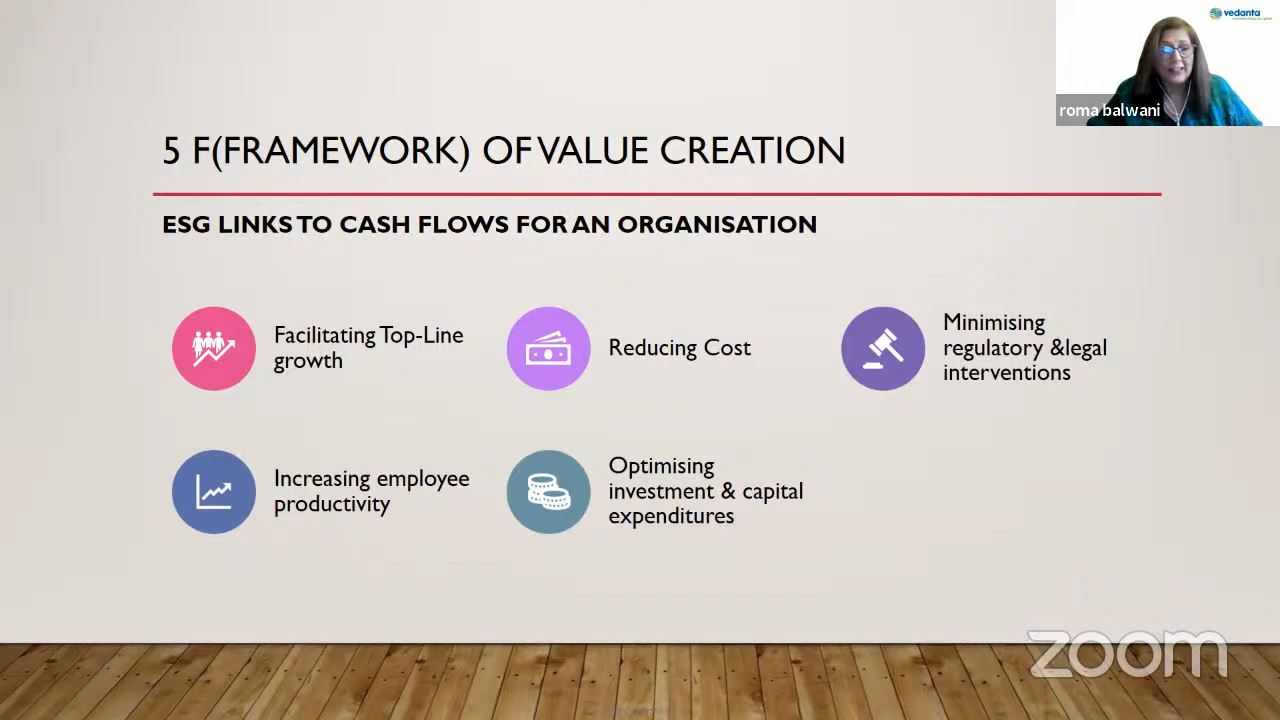 vedanta
roma balwani
5 F(FRAMEWORK) OF VALUE CREATION
ESG LINKS TO CASH FLOWS FOR AN ORGANISATION
Facilitating Top-Line
growth
Reducing Cost
Minimising
regulatory &legal
interventions
Increasing employee
productivity
Optimising
investment & capital
expenditures
zoom